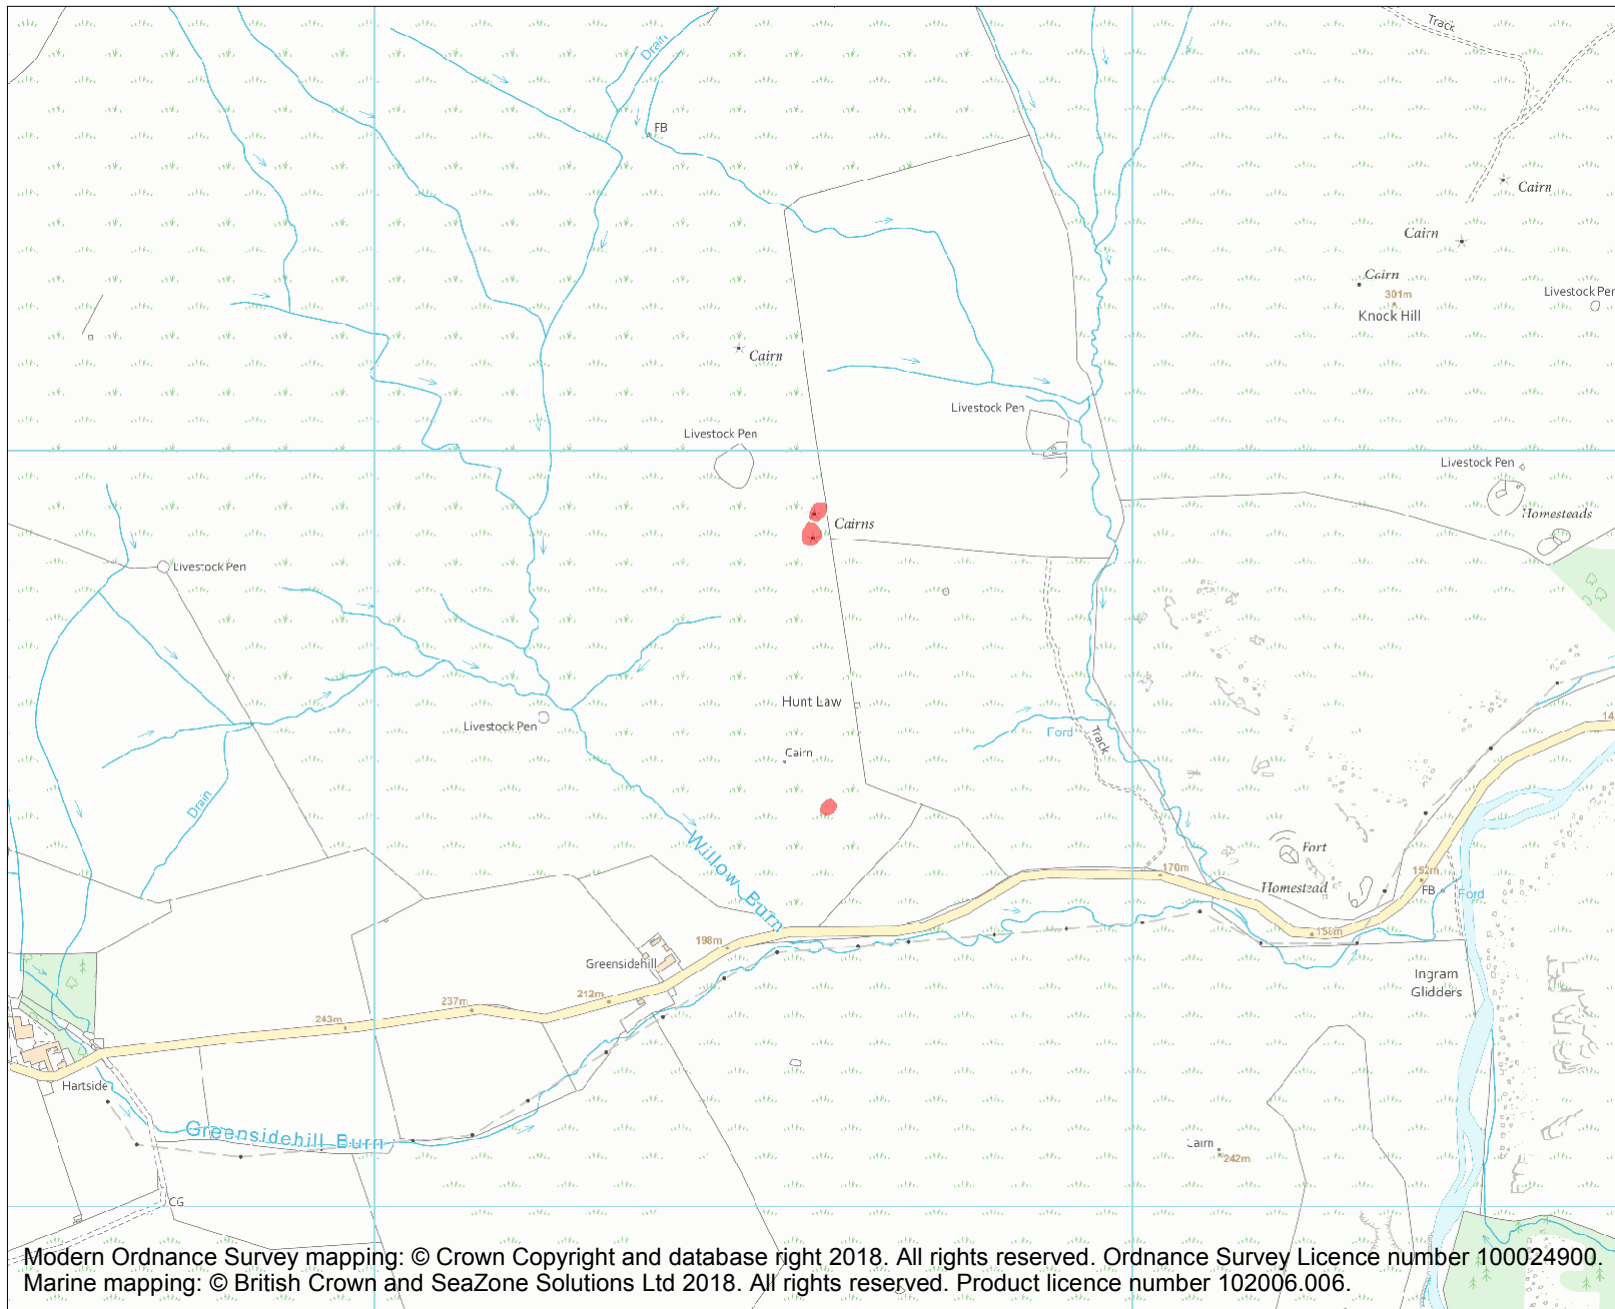 Track
Drain
FB
Cairn
Cairn
Cairn
301m
Knock Hill
Livestock Pen
Cairn
Livestock Pen
Livestock Pen
Livestock Pen
Homesteads
Cairns
Livestock Pen
Hunt Law
Livestock Pen
Ford
Track
Cairn
Drain
Willow Burn
Fort
170m
Homestead
152m
FB
Ford
198m
Greensidehill
212m
237m
243m
Ingram
Glidders
Hartside
Greensidehill Burn
Cairn
242m
CG
Modern Ordnance Survey mapping: © Crown Copyright and database right 2018. All rights reserved. Ordnance Survey Licence number 100024900.
Marine mapping: © British Crown and SeaZone Solutions Ltd 2018. All rights reserved. Product licence number 102006.006.